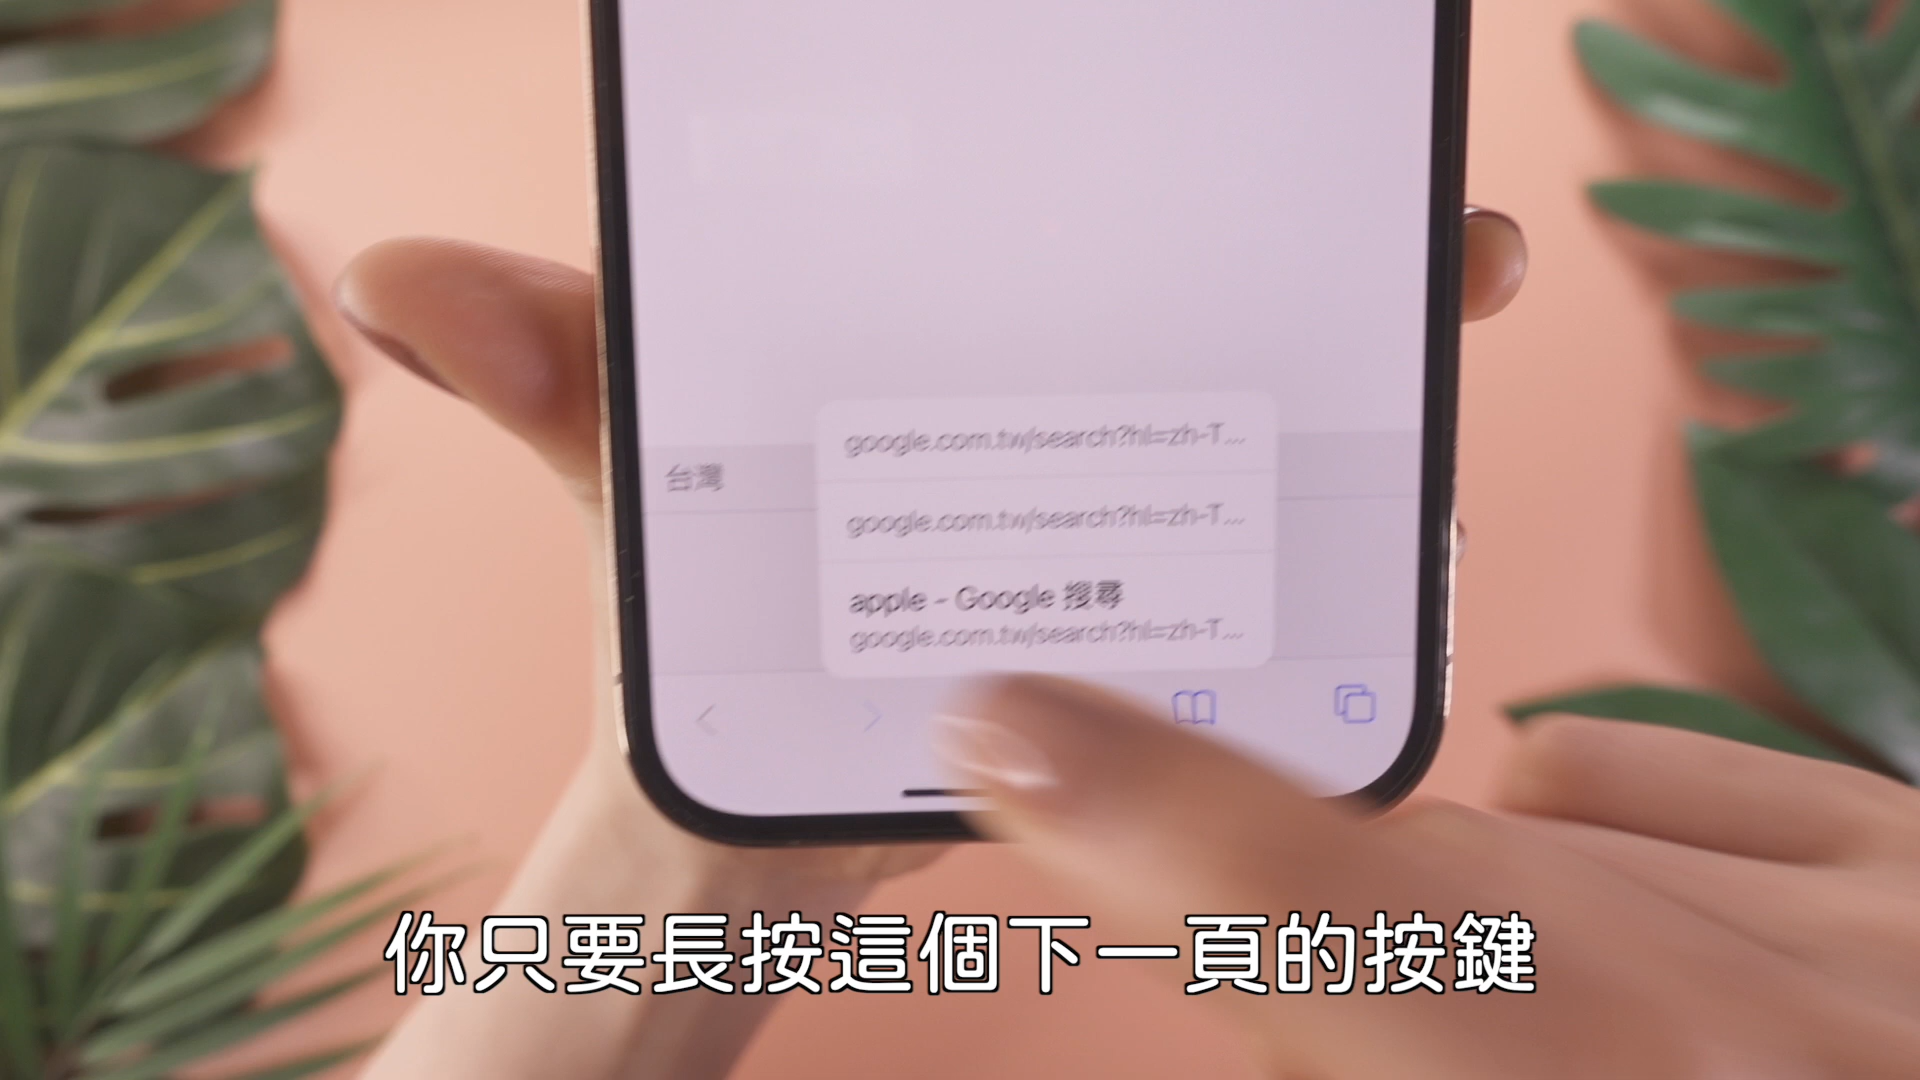 google.com.tw/search?hl=zh-T...
台灣
google.com.tw/search?hl=zh-T...
apple - Google 搜尋
google.com.tw/search?hl=zh-T...
你只要長按這個下一頁的按鍵